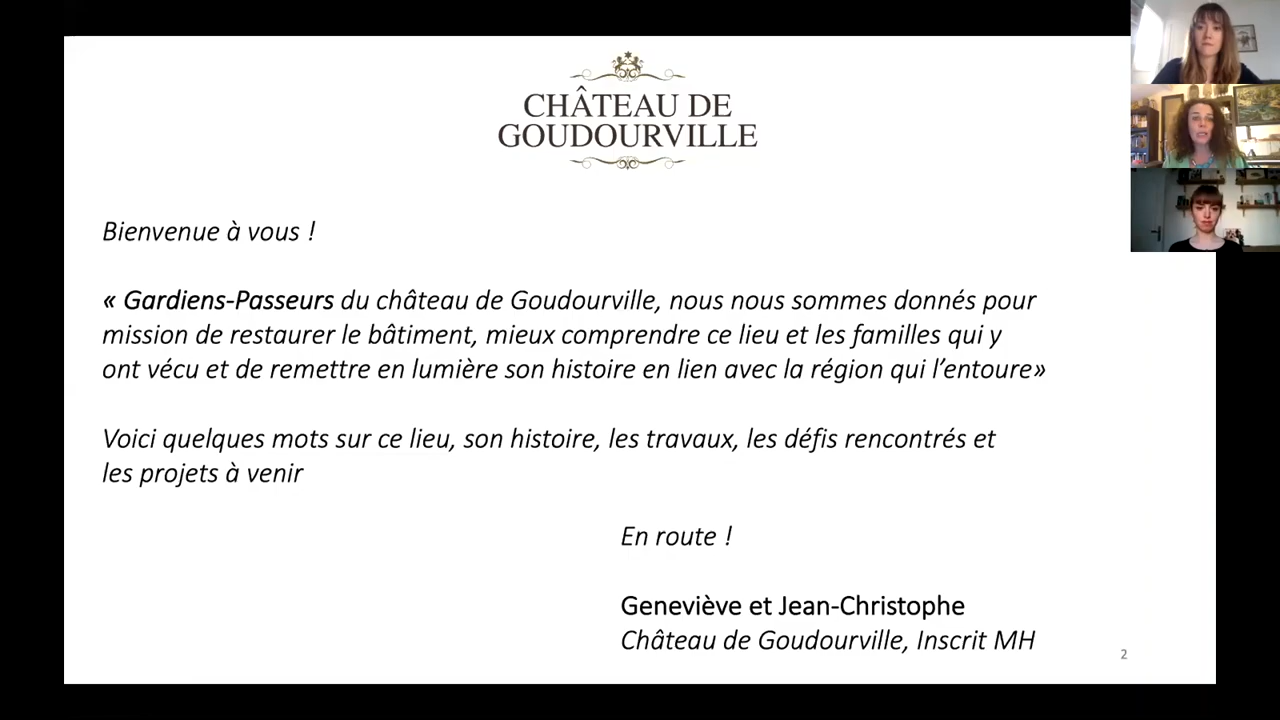 CHÂTEAU DE
GOUDOURVILLE
Bienvenue à vous !
« Gardiens-Passeurs du château de Goudourville, nous nous sommes donnés pour
mission de restaurer le bâtiment, mieux comprendre ce lieu et les familles qui y
ont vécu et de remettre en lumière son histoire en lien avec la région qui l’entoure»
Voici quelques mots sur ce lieu, son histoire, les travaux, les défis rencontrés et
les projets à venir
En route !
Geneviève et Jean-Christophe
Château de Goudourville, Inscrit MH
2